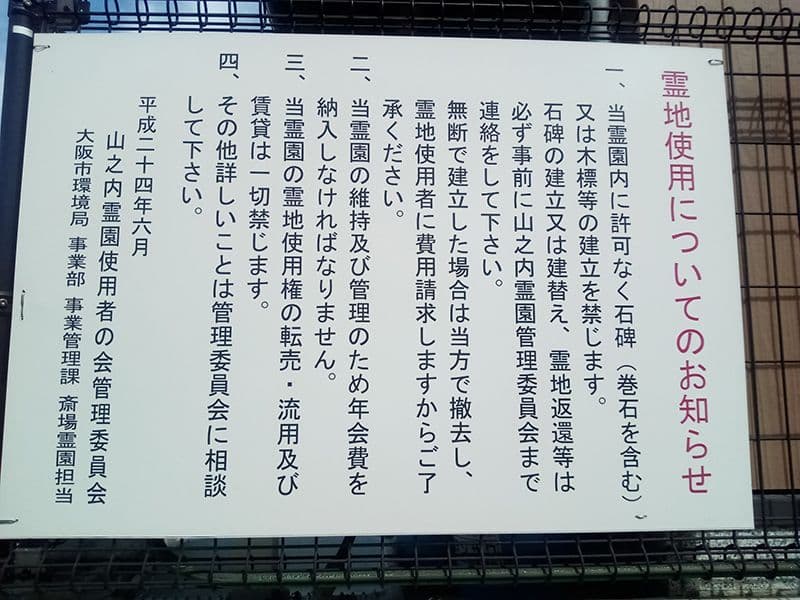 霊地使用についてのお知らせ
一、当霊園内に許可なく石碑（巻石を含む）
又は木標等の建立を禁じます。
石碑の建立又は建替え、霊地返還等は
必ず事前に山之内霊園管理委員会まで
連絡をして下さい。
無断で建立した場合は当方で撤去し、
霊地使用者に費用請求しますからご了
承ください。
二、当霊園の維持及び管理のため年会費を
納入しなければなりません。
三、当霊園の霊地使用権の転売・流用及び
賃貸は一切禁じます。
四、その他詳しいことは管理委員会に相談
して下さい。
平成二十四年六月
山之内霊園使用者の会管理委員会
大阪市環境局 事業部 事業管理課 斎場霊園担当